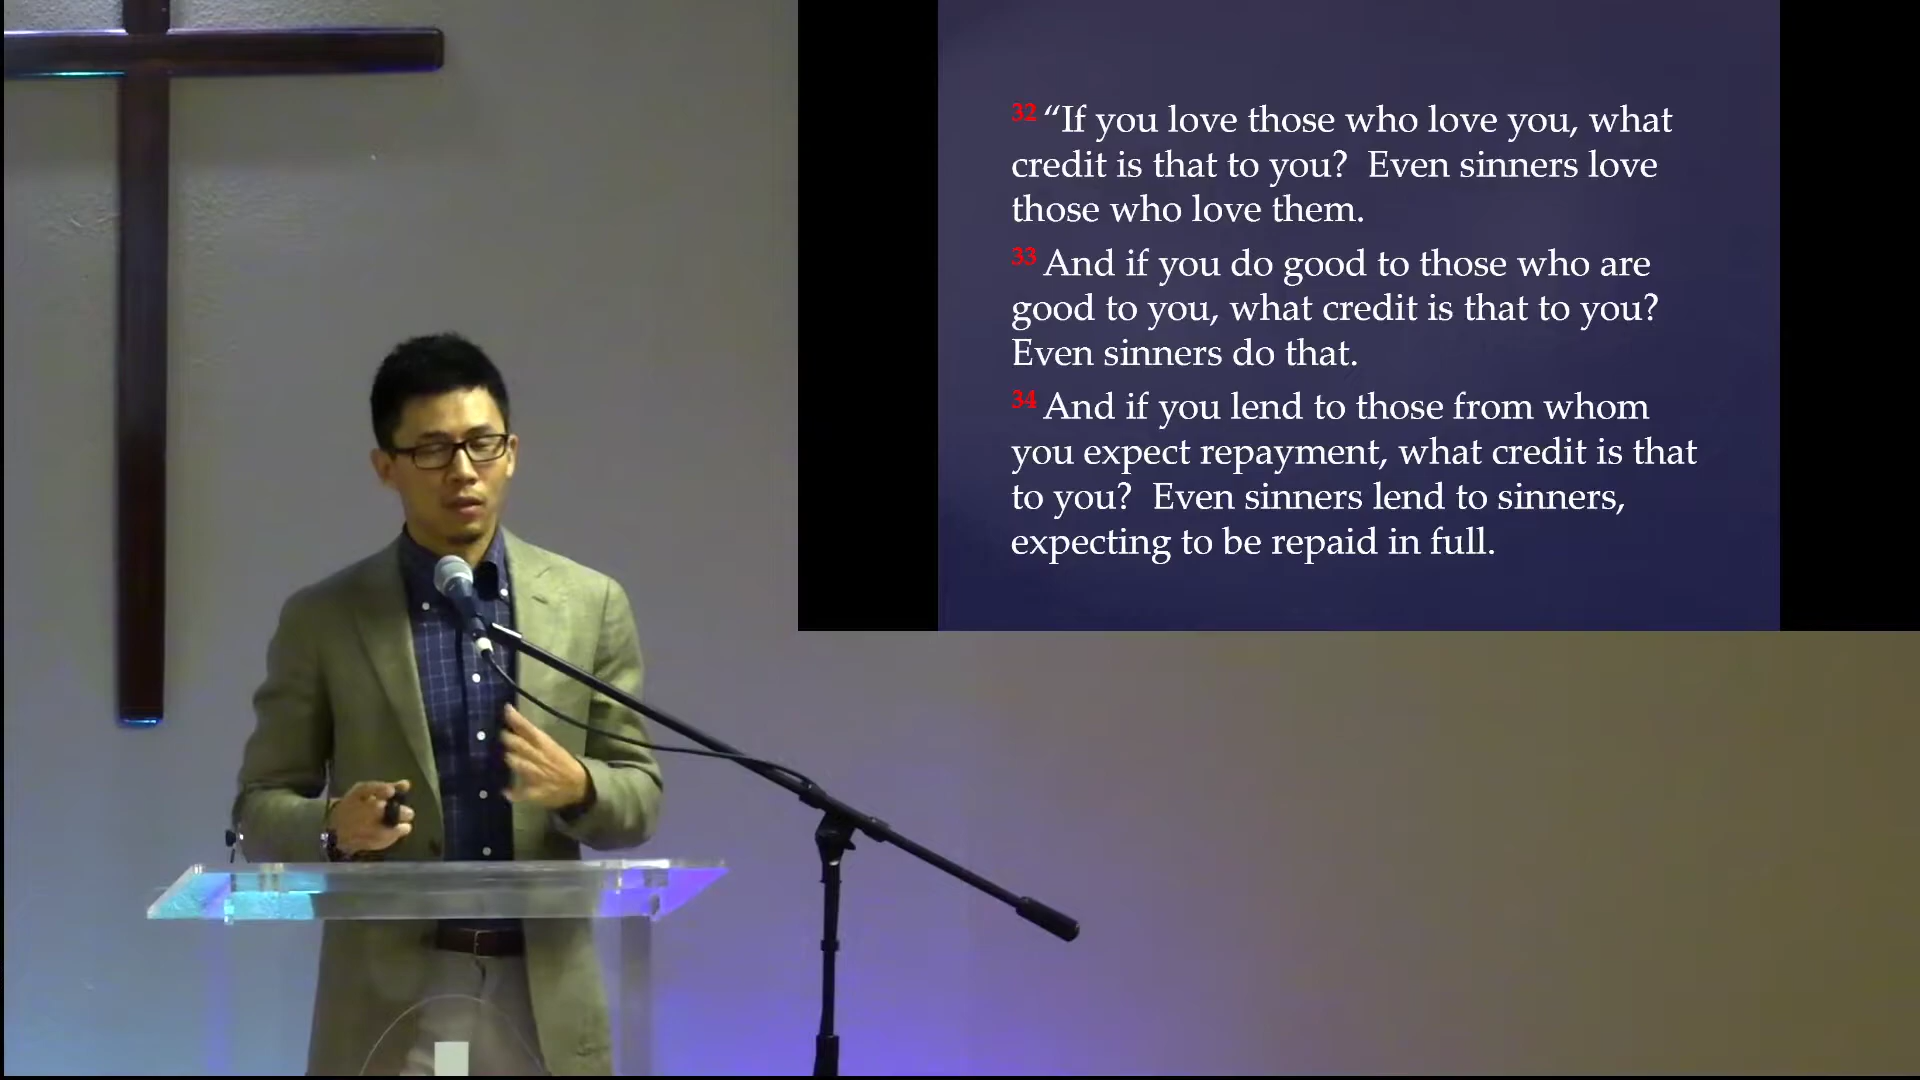 32 “If you love those who love you, what
credit is that to you?  Even sinners love
those who love them.
33 And if you do good to those who are
good to you, what credit is that to you?
Even sinners do that.
34 And if you lend to those from whom
you expect repayment, what credit is that
to you?  Even sinners lend to sinners,
expecting to be repaid in full.